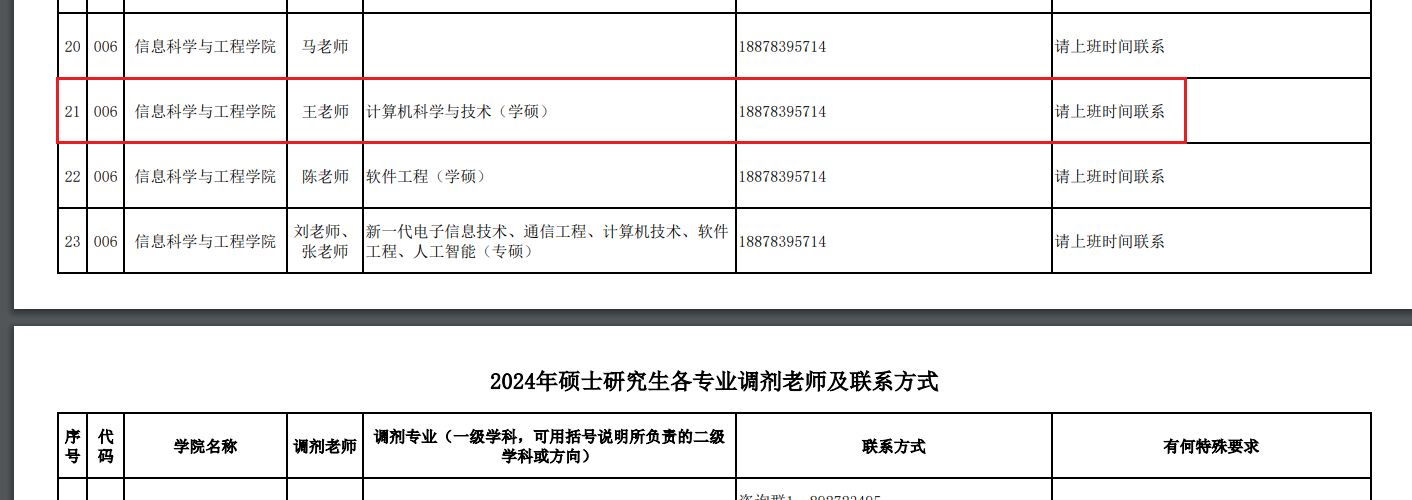 20 006 信息科学与工程学院 马老师 18878395714 请上班时间联系
21 006 信息科学与工程学院 王老师 计算机科学与技术（学硕） 18878395714 请上班时间联系
22 006 信息科学与工程学院 陈老师 软件工程（学硕） 18878395714 请上班时间联系
23 006 信息科学与工程学院 刘老师、
张老师 新一代电子信息技术、通信工程、计算机技术、软件
工程、人工智能（专硕） 18878395714 请上班时间联系
2024年硕士研究生各专业调剂老师及联系方式
序
号 代
码 学院名称 调剂老师 调剂专业（一级学科，可用括号说明所负责的二级
学科或方向） 联系方式 有何特殊要求